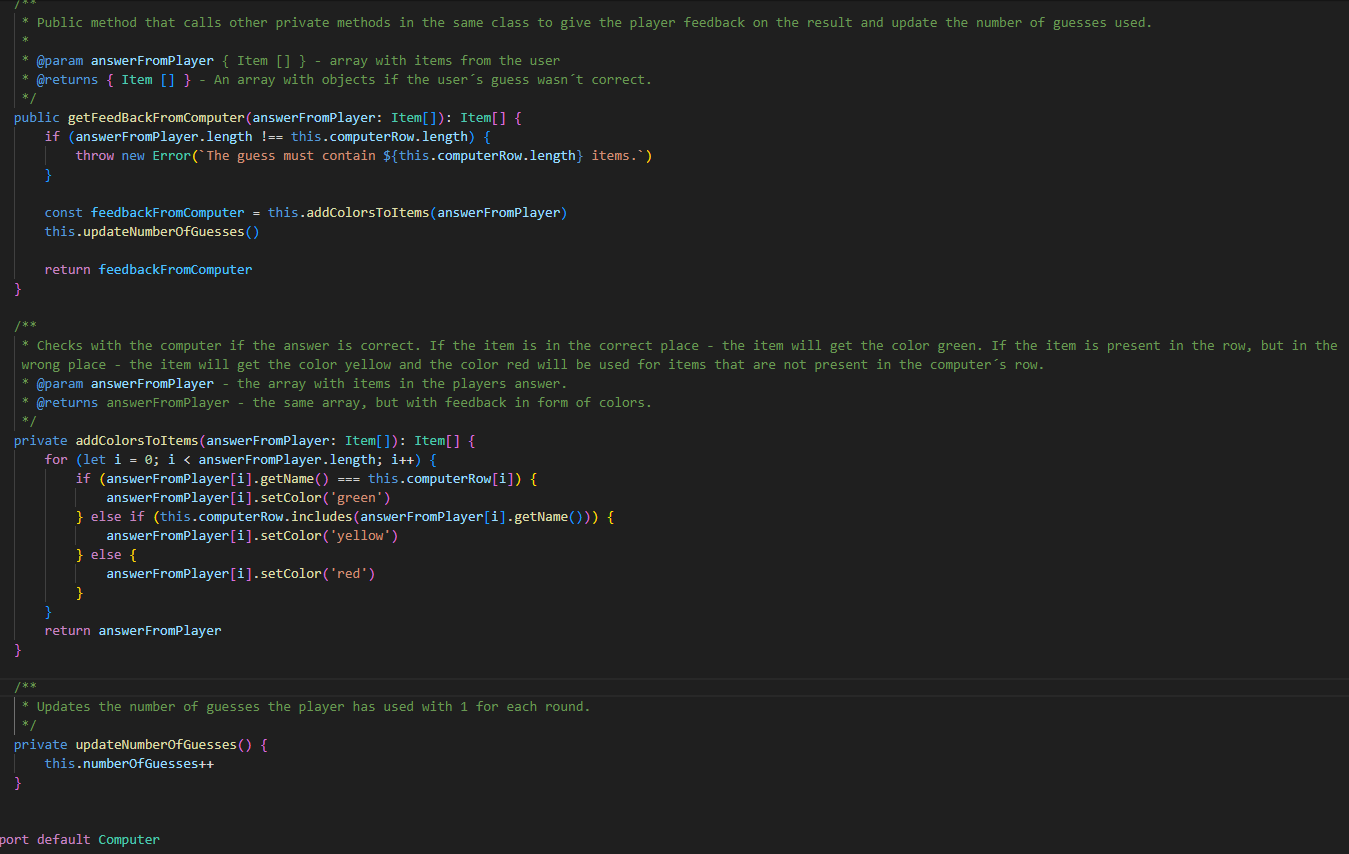 /**
* Public method that calls other private methods in the same class to give the player feedback on the result and update the number of guesses used.
*
* @param answerFromPlayer { Item [] } - array with items from the user
* @returns { Item [] } - An array with objects if the user´s guess wasn´t correct.
*/
public getFeedBackFromComputer(answerFromPlayer: Item[]): Item[] {
if (answerFromPlayer.length !== this.computerRow.length) {
throw new Error(`The guess must contain ${this.computerRow.length} items.`)
}
const feedbackFromComputer = this.addColorsToItems(answerFromPlayer)
this.updateNumberOfGuesses()
return feedbackFromComputer
}
/**
* Checks with the computer if the answer is correct. If the item is in the correct place - the item will get the color green. If the item is present in the row, but in the
wrong place - the item will get the color yellow and the color red will be used for items that are not present in the computer´s row.
* @param answerFromPlayer - the array with items in the players answer.
* @returns answerFromPlayer - the same array, but with feedback in form of colors.
*/
private addColorsToItems(answerFromPlayer: Item[]): Item[] {
for (let i = 0; i < answerFromPlayer.length; i++) {
if (answerFromPlayer[i].getName() === this.computerRow[i]) {
answerFromPlayer[i].setColor('green')
} else if (this.computerRow.includes(answerFromPlayer[i].getName())) {
answerFromPlayer[i].setColor('yellow')
} else {
answerFromPlayer[i].setColor('red')
}
}
return answerFromPlayer
}
/**
* Updates the number of guesses the player has used with 1 for each round.
*/
private updateNumberOfGuesses() {
this.numberOfGuesses++
}
port default Computer